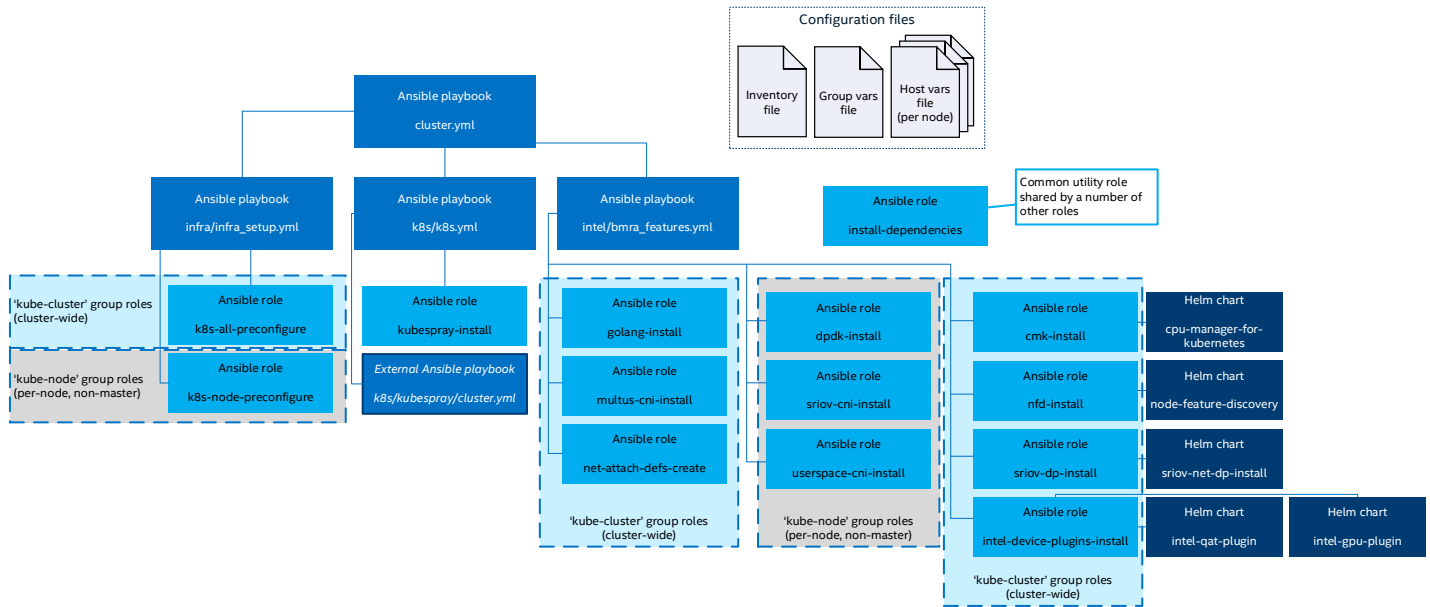 Configuration files
Inventory
file
Group vars
file
Host vars
file
(per node)
Ansible playbook
cluster.yml
Ansible playbook
infra/infra_setup.yml
Ansible playbook
k8s/k8s.yml
Ansible playbook
intel/bmra_features.yml
Ansible role
install-dependencies
Common utility role
shared by a number of
other roles
‘kube-cluster’ group roles
(cluster-wide)
Ansible role
k8s-all-preconfigure
‘kube-node’ group roles
(per-node, non-master)
Ansible role
k8s-node-preconfigure
Ansible role
kubespray-install
External Ansible playbook
k8s/kubespray/cluster.yml
Ansible role
golang-install
Ansible role
multus-cni-install
Ansible role
net-attach-defs-create
‘kube-cluster’ group roles
(cluster-wide)
Ansible role
dpdk-install
Ansible role
sriov-cni-install
Ansible role
userspace-cni-install
‘kube-node’ group roles
(per-node, non-master)
Ansible role
cmk-install
Helm chart
cpu-manager-for-
kubernetes
Ansible role
nfd-install
Helm chart
node-feature-discovery
Ansible role
sriov-dp-install
Helm chart
sriov-net-dp-install
Ansible role
intel-device-plugins-install
Helm chart
intel-qat-plugin
Helm chart
intel-gpu-plugin
‘kube-cluster’ group roles
(cluster-wide)